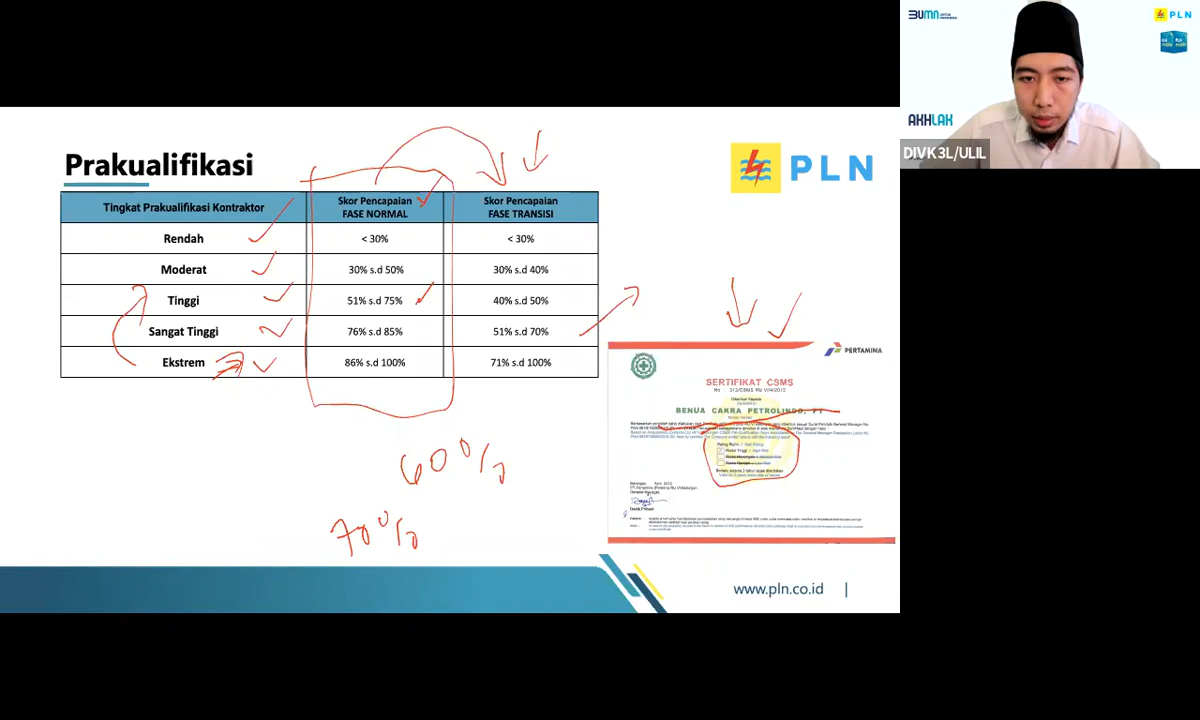 BUMN UNTUK INDONESIA
PLN
AKHLAK
DIVK3L/ULIL
Prakualifikasi
PLN
Tingkat Prakualifikasi Kontraktor
Skor Pencapaian FASE NORMAL
Skor Pencapaian FASE TRANSISI
Rendah < 30% < 30%
Moderat 30% s.d 50% 30% s.d 40%
Tinggi 51% s.d 75% 40% s.d 50%
Sangat Tinggi 76% s.d 85% 51% s.d 70%
Ekstrem 86% s.d 100% 71% s.d 100%
60%
70%
PERTAMINA
SERTIFIKAT CSMS
BENUA CAKRA PETROLINDO, PT
www.pln.co.id